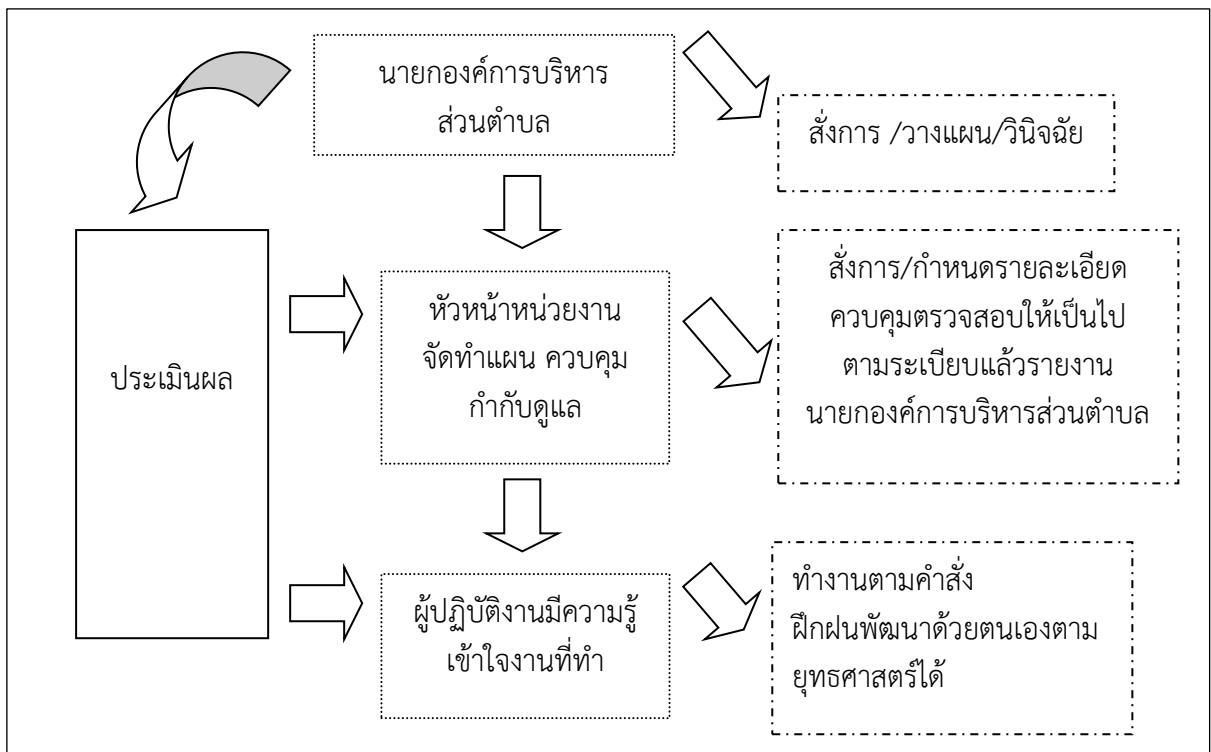 นายกองค์การบริหาร
ส่วนตำบล
สั่งการ /วางแผน/วินิจฉัย
ประเมินผล
หัวหน้าหน่วยงาน
จัดทำแผน ควบคุม
กำกับดูแล
สั่งการ/กำหนดรายละเอียด
ควบคุมตรวจสอบให้เป็นไป
ตามระเบียบแล้วรายงาน
นายกองค์การบริหารส่วนตำบล
ผู้ปฏิบัติงานมีความรู้
เข้าใจงานที่ทำ
ทำงานตามคำสั่ง
ฝึกฝนพัฒนาด้วยตนเองตาม
ยุทธศาสตร์ได้